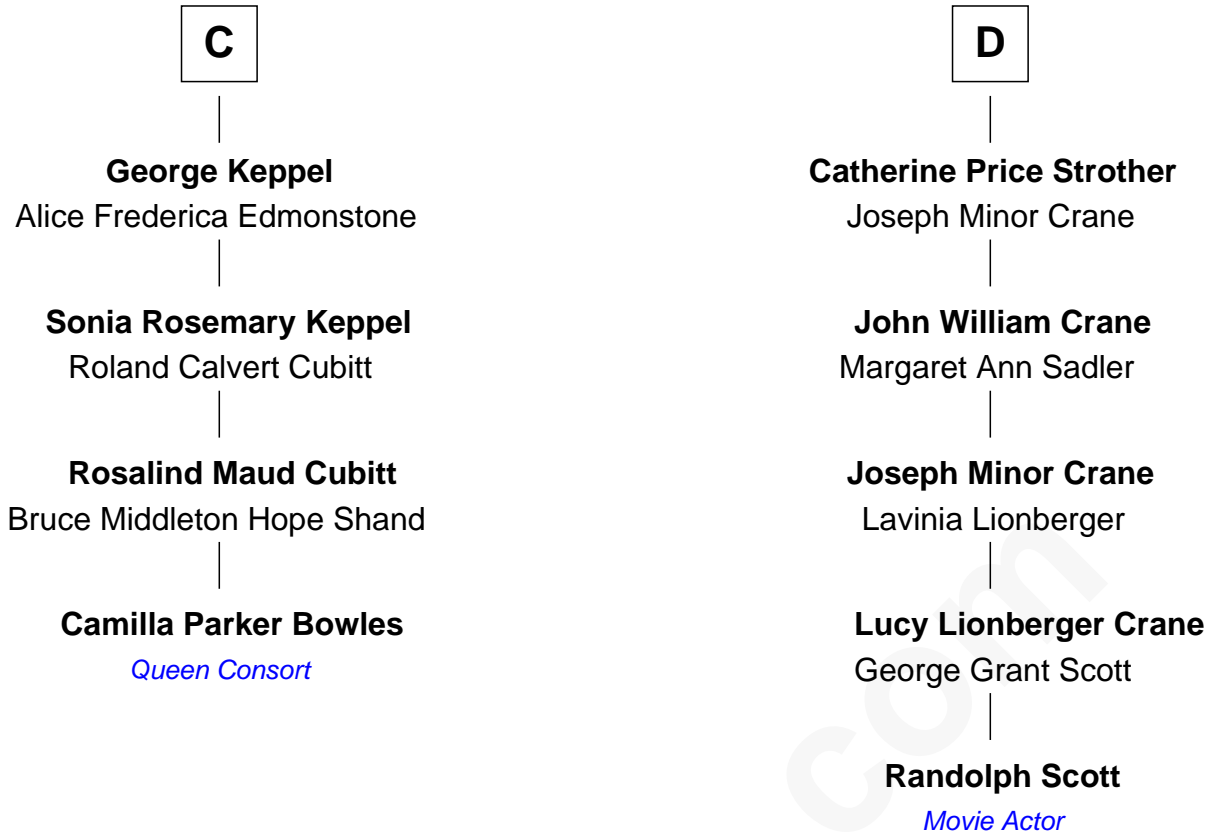 C
George Keppel
Alice Frederica Edmonstone
Sonia Rosemary Keppel
Roland Calvert Cubitt
Rosalind Maud Cubitt
Bruce Middleton Hope Shand
Camilla Parker Bowles
Queen Consort
D
Catherine Price Strother
Joseph Minor Crane
John William Crane
Margaret Ann Sadler
Joseph Minor Crane
Lavinia Lionberger
Lucy Lionberger Crane
George Grant Scott
Randolph Scott
Movie Actor
com